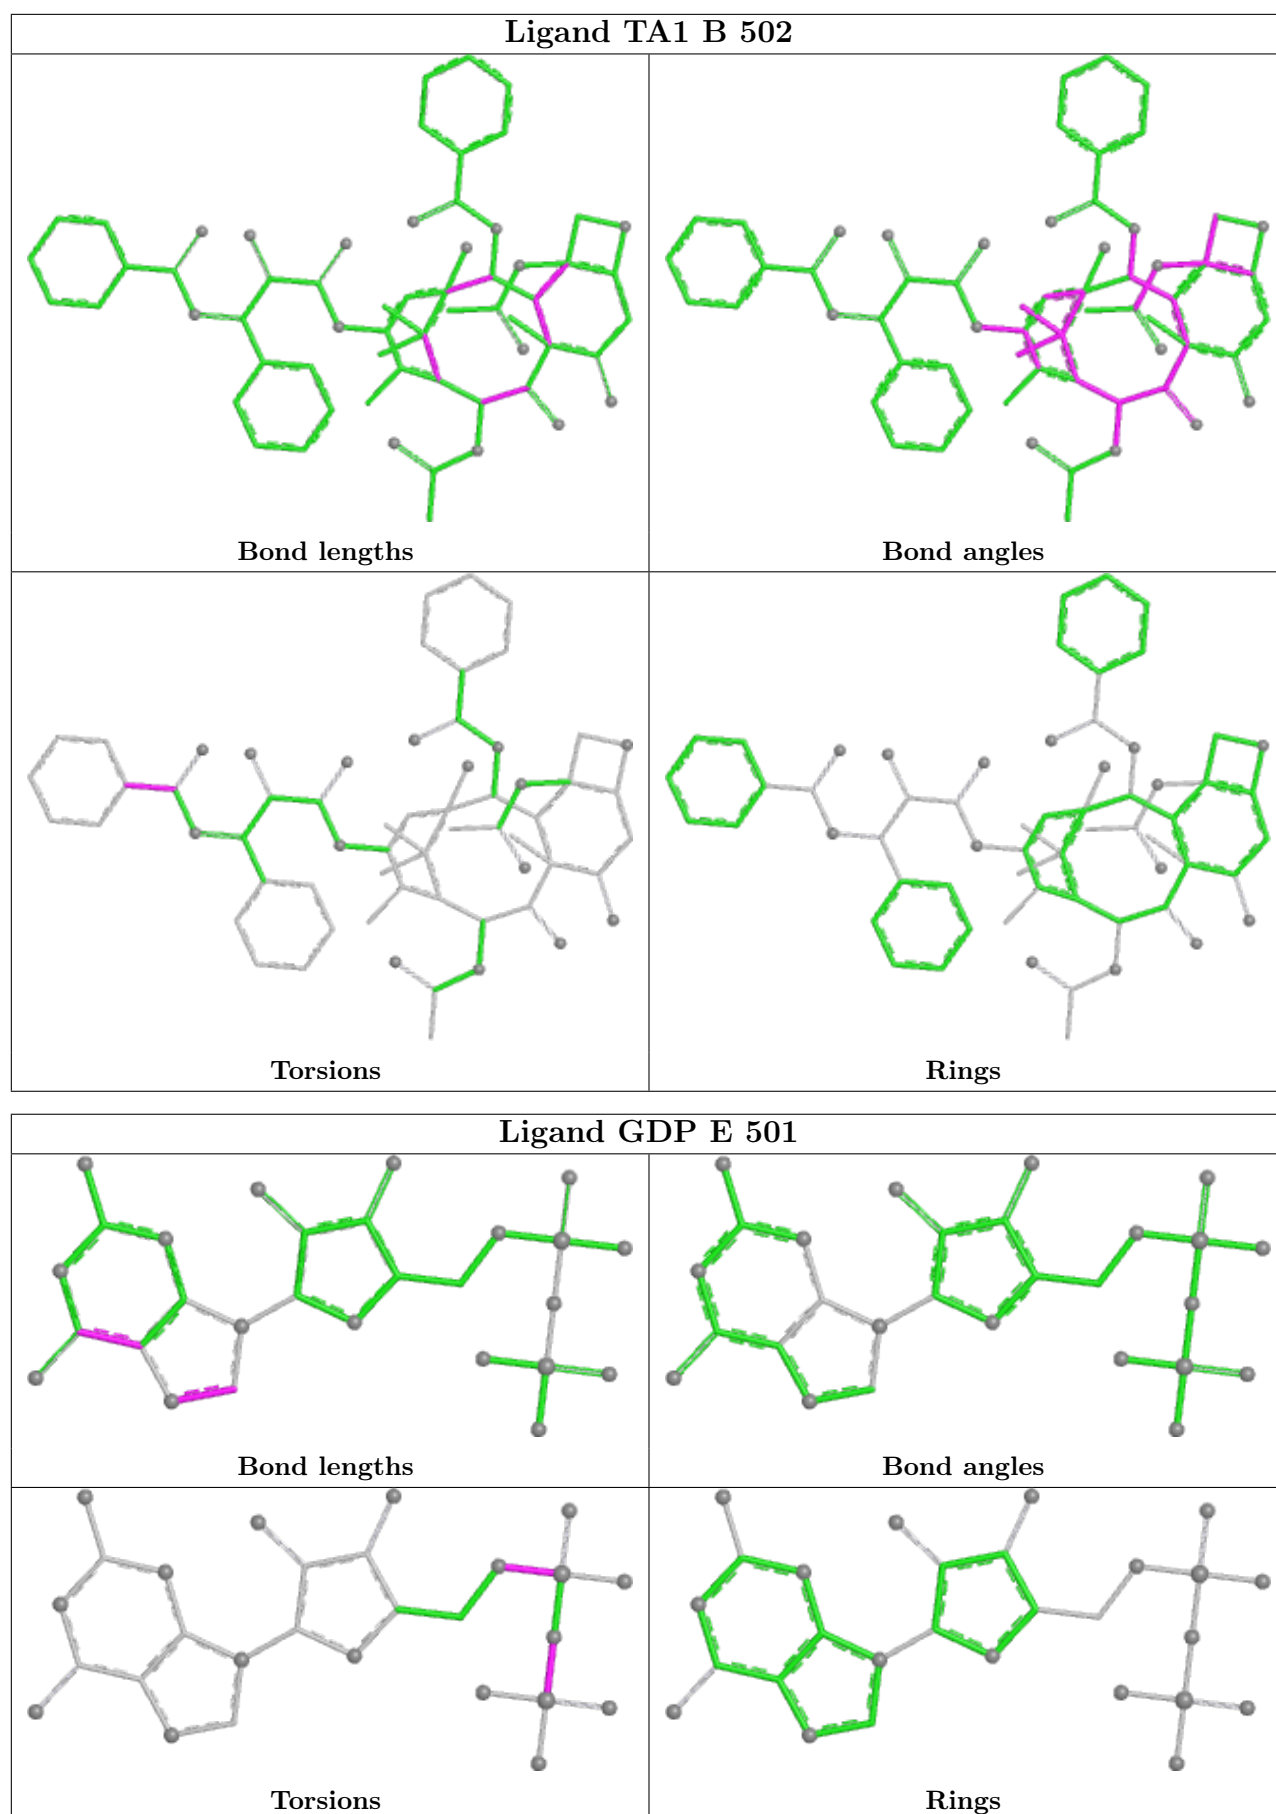 Ligand TA1 B 502
Bond lengths
Bond angles
Torsions
Rings
Ligand GDP E 501
Bond lengths
Bond angles
Torsions
Rings